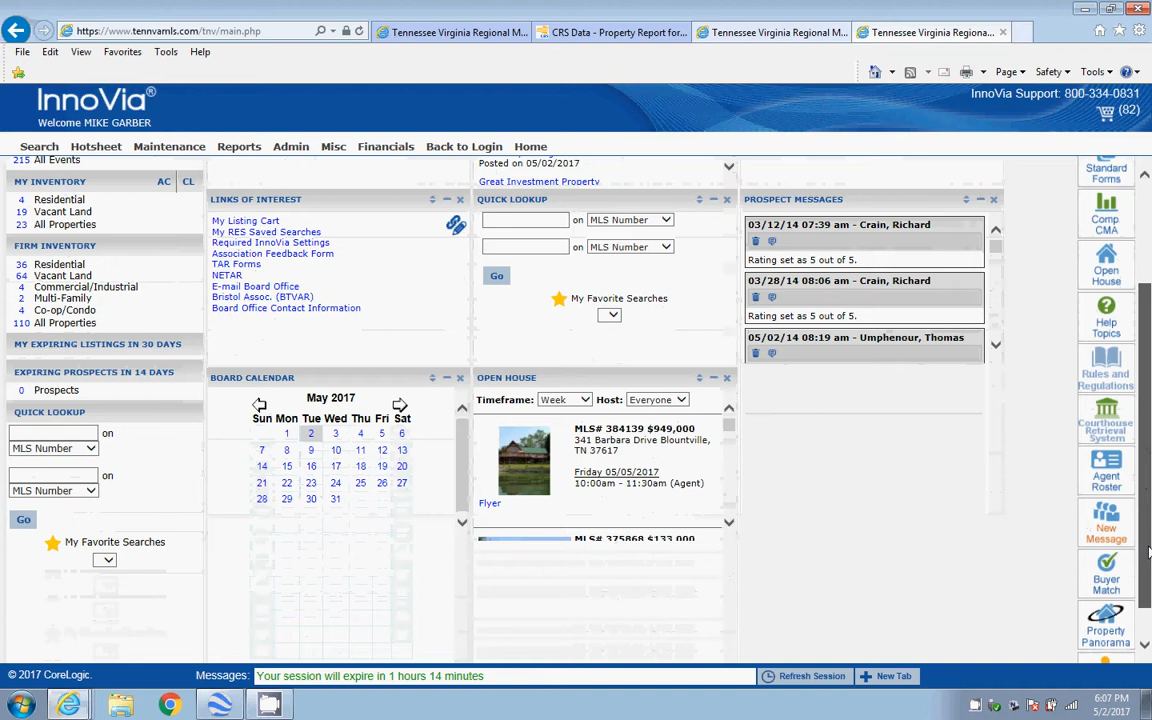 https://www.tennvamls.com/tnv/main.php
Tennessee Virginia Regional M...
CRS Data - Property Report for...
Tennessee Virginia Regional M...
Tennessee Virginia Regional...
File Edit View Favorites Tools Help
Page Safety Tools
InnoVia®
Welcome MIKE GARBER
InnoVia Support: 800-334-0831
(82)
Search Hotsheet Maintenance Reports Admin Misc Financials Back to Login Home
215 All Events
MY INVENTORY AC CL
4 Residential
19 Vacant Land
23 All Properties
FIRM INVENTORY
36 Residential
64 Vacant Land
4 Commercial/Industrial
2 Multi-Family
4 Co-op/Condo
110 All Properties
MY EXPIRING LISTINGS IN 30 DAYS
EXPIRING PROSPECTS IN 14 DAYS
0 Prospects
QUICK LOOKUP
on
MLS Number
on
MLS Number
Go
My Favorite Searches
LINKS OF INTEREST
My Listing Cart
My RES Saved Searches
Required InnoVia Settings
Association Feedback Form
TAR Forms
NETAR
E-mail Board Office
Bristol Assoc. (BTVAR)
Board Office Contact Information
BOARD CALENDAR
May 2017
Sun Mon Tue Wed Thu Fri Sat
1 2 3 4 5 6
7 8 9 10 11 12 13
14 15 16 17 18 19 20
21 22 23 24 25 26 27
28 29 30 31
Posted on 05/02/2017
Great Investment Property
QUICK LOOKUP
on MLS Number
on MLS Number
Go
My Favorite Searches
OPEN HOUSE
Timeframe: Week Host: Everyone
MLS# 384139 $949,000
341 Barbara Drive Blountville,
TN 37617
Friday 05/05/2017
10:00am - 11:30am (Agent)
Flyer
MLS# 375868 $133,000
PROSPECT MESSAGES
03/12/14 07:39 am - Crain, Richard
Rating set as 5 out of 5.
03/28/14 08:06 am - Crain, Richard
Rating set as 5 out of 5.
05/02/14 08:19 am - Umphenour, Thomas
Standard
Forms
Comp.
CMA
Open
House
Help
Topics
Rules and
Regulations
Courthouse
Retrieval
System
Agent
Roster
New
Message
Buyer
Match
Property
Panorama
© 2017 CoreLogic.
Messages: Your session will expire in 1 hours 14 minutes
Refresh Session
New Tab
6:07 PM
5/2/2017